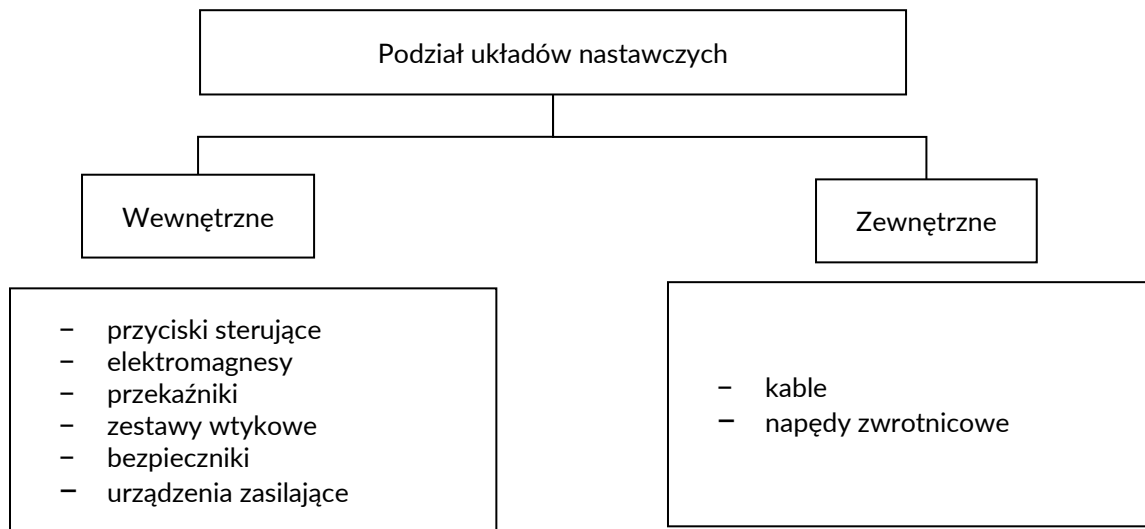 Podział układów nastawczych
Wewnętrzne
Zewnętrzne
– przyciski sterujące
– elektromagnesy
– przekaźniki
– zestawy wtykowe
– bezpieczniki
– urządzenia zasilające
– kable
– napędy zwrotnicowe